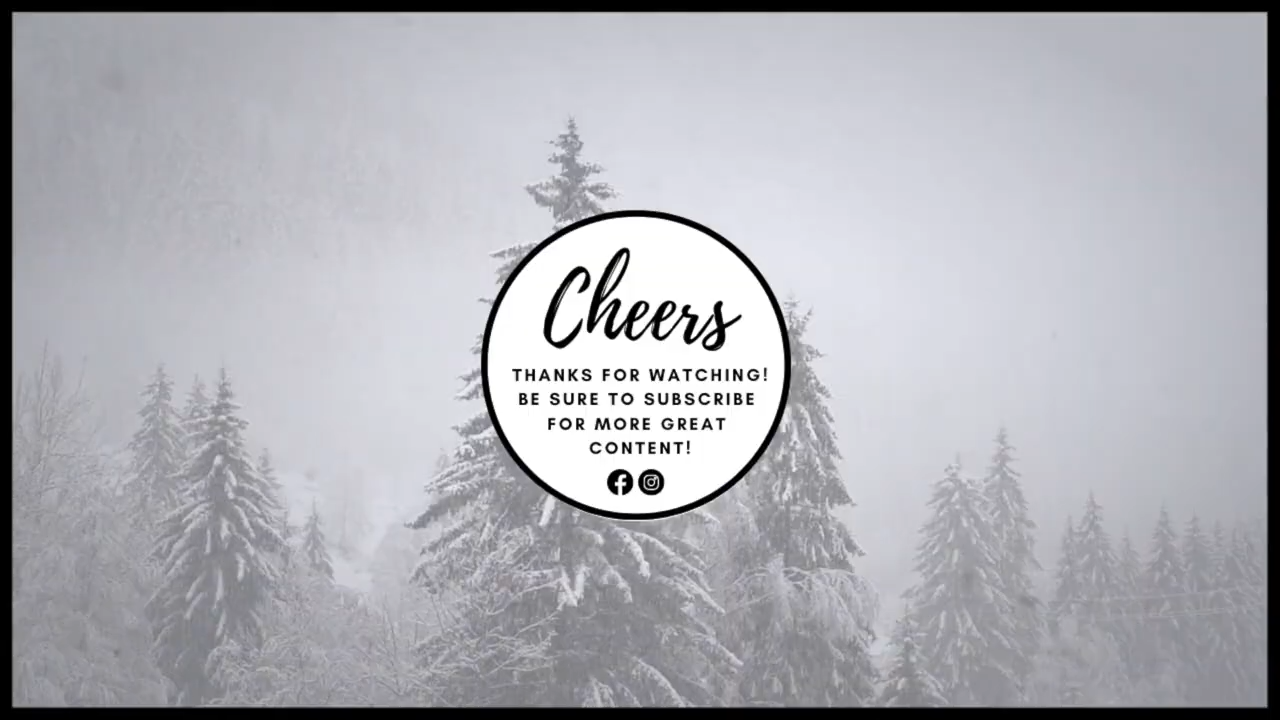 Cheers
THANKS FOR WATCHING!
BE SURE TO SUBSCRIBE
FOR MORE GREAT
CONTENT!